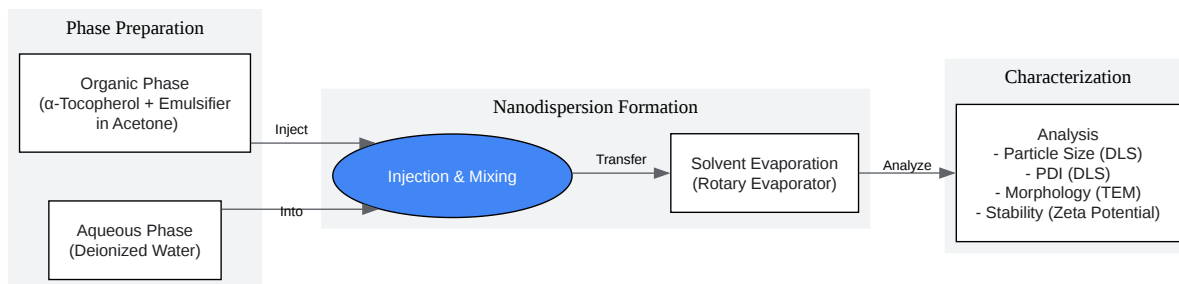 Phase Preparation
Organic Phase
(α-Tocopherol + Emulsifier
in Acetone)
Inject
Aqueous Phase
(Deionized Water)
Into
Nanodispersion Formation
Injection & Mixing
Transfer
Solvent Evaporation
(Rotary Evaporator)
Analyze
Characterization
Analysis
- Particle Size (DLS)
- PDI (DLS)
- Morphology (TEM)
- Stability (Zeta Potential)